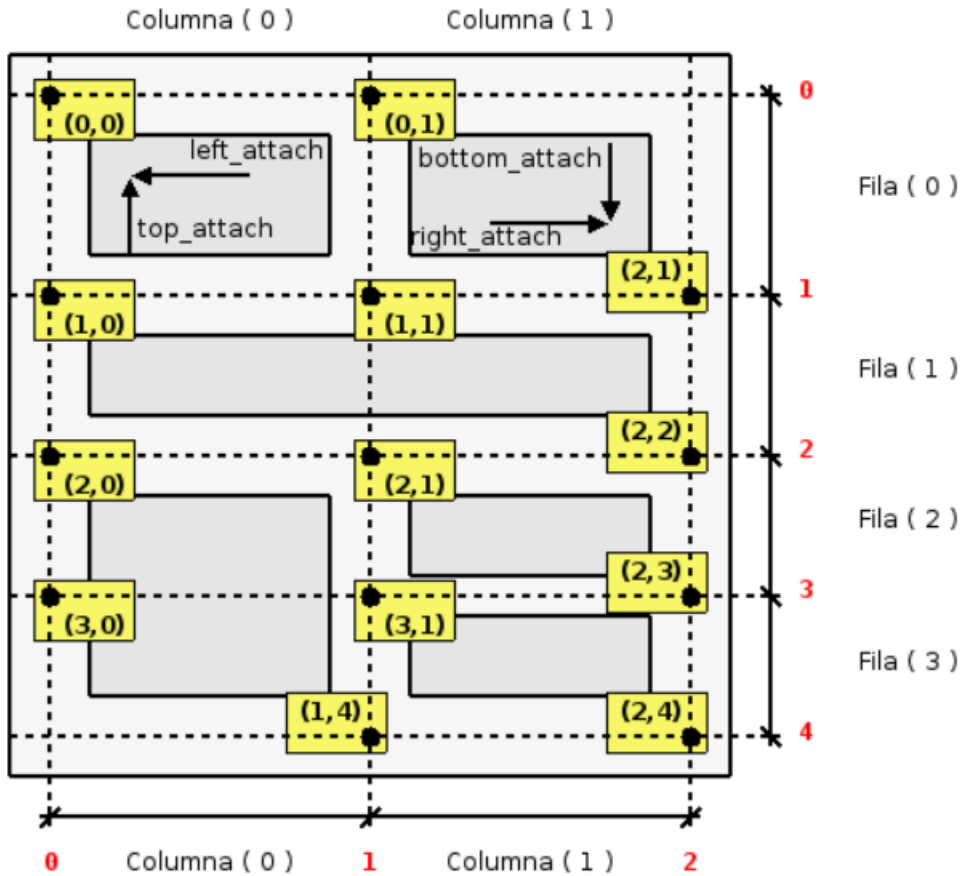 Columna ( 0 ) Columna ( 1 )
0
(0,0) (0,1)
left_attach bottom_attach
Fila ( 0 )
top_attach right_attach
(2,1)
1
(1,0) (1,1)
Fila ( 1 )
(2,2)
2
(2,0) (2,1)
Fila ( 2 )
(2,3)
3
(3,0) (3,1)
Fila ( 3 )
(1,4) (2,4)
4
0 Columna ( 0 ) 1 Columna ( 1 ) 2